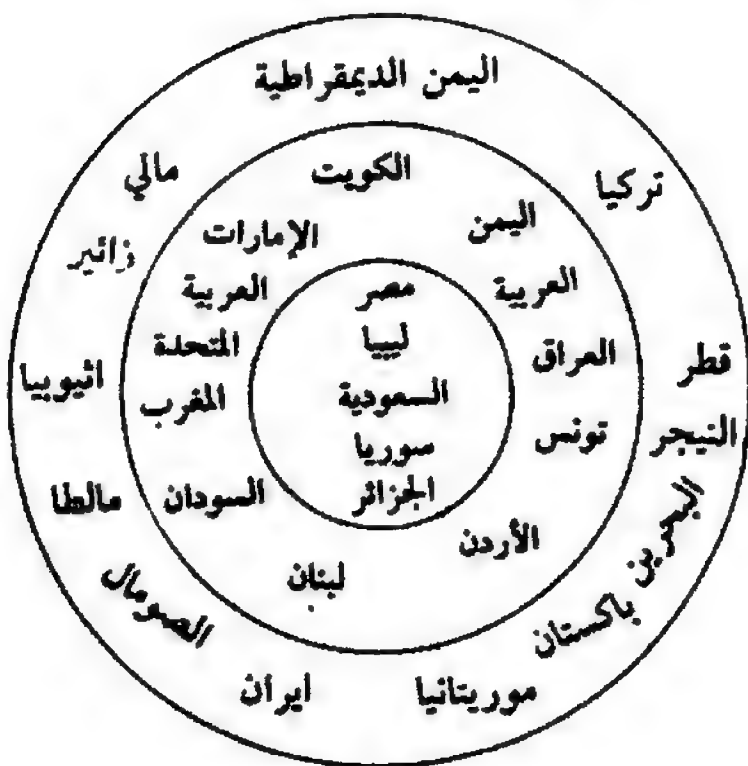 اليمن الديمقراطية
تركيا
مالي
زائير
قطر
اثيوبيا
النيجر
مالطا
البحرين
باكستان
الصومال
موريتانيا
ايران
الكويت
اليمن
العربية
الإمارات
العربية
المتحدة
العراق
المغرب
تونس
السودان
الأردن
لبنان
مصر
ليبيا
السعودية
سوريا
الجزائر